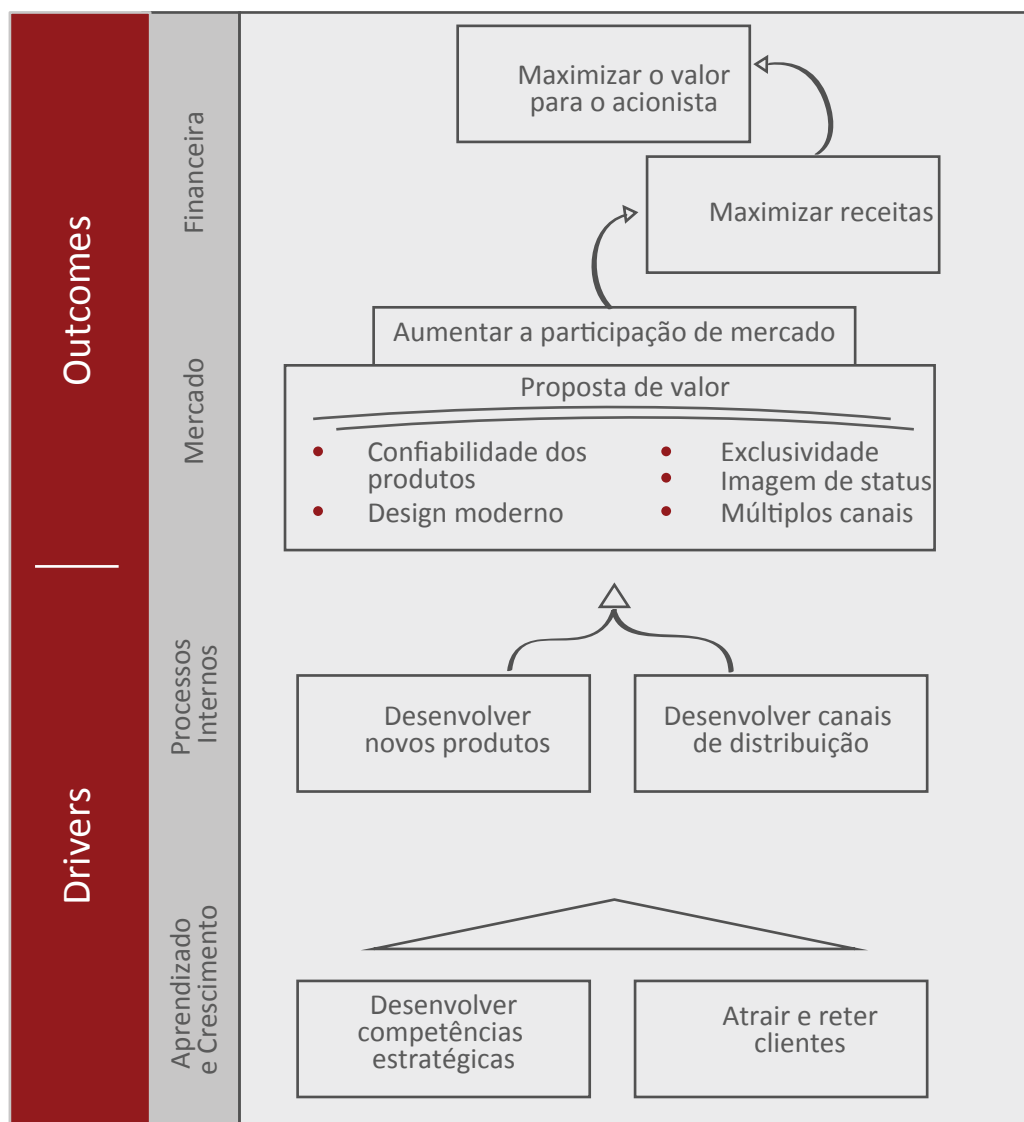 Outcomes
Drivers
Financeira
Mercado
Processos
Internos
Aprendizado
e Crescimento
Maximizar o valor
para o acionista
Maximizar receitas
Aumentar a participação de mercado
Proposta de valor
• Confiabilidade dos
produtos
• Design moderno
• Exclusividade
• Imagem de status
• Múltiplos canais
Desenvolver
novos produtos
Desenvolver canais
de distribuição
Desenvolver
competências
estratégicas
Atrair e reter
clientes